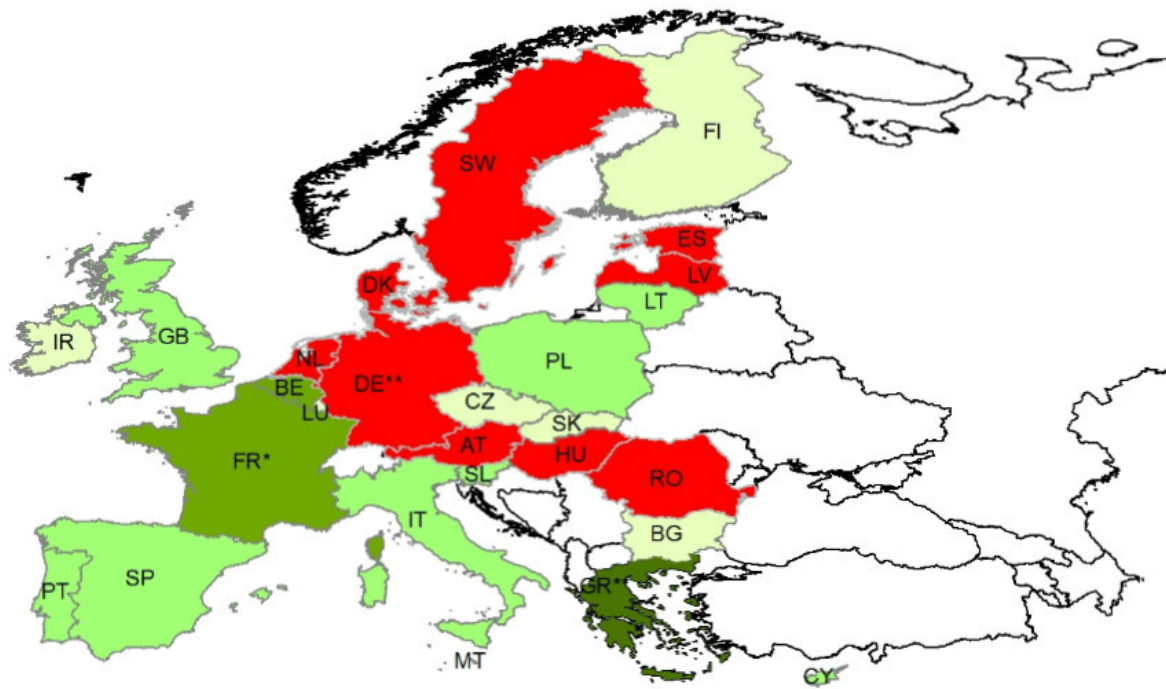 FI
SW
ES
LV
DK
LT
IR
GB
NL
PL
BE
DE**
LU
CZ
SK
FR*
AT
HU
SL
RO
IT
BG
PT
SP
GR**
MT
CY